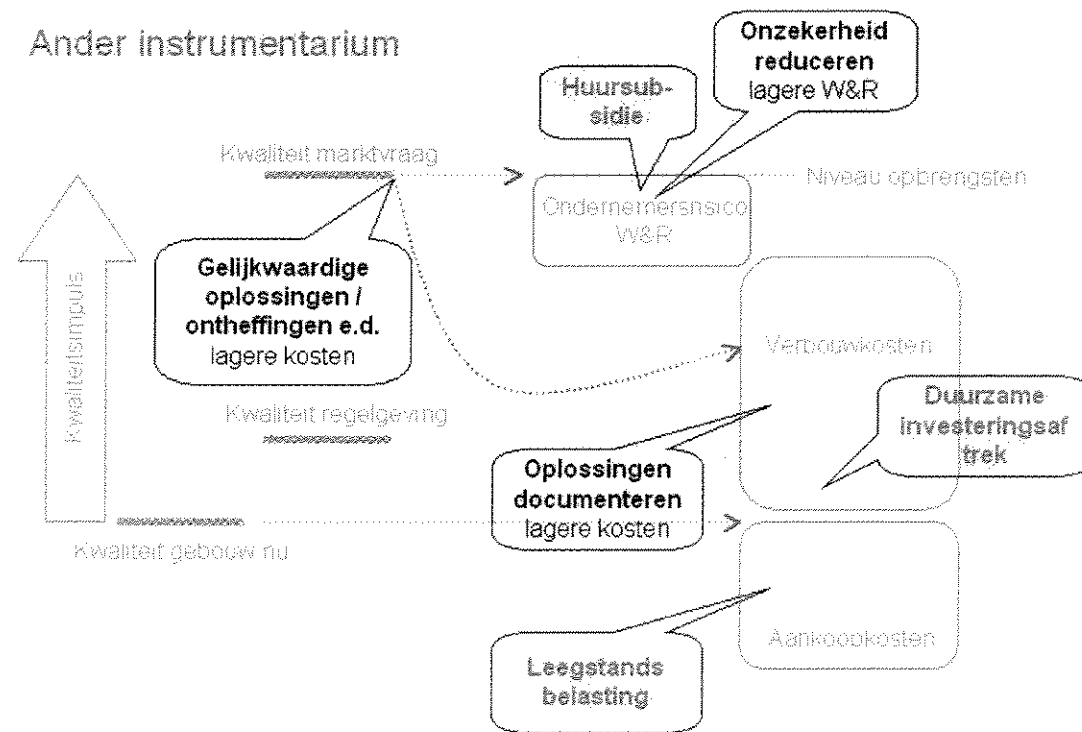 Ander instrumentarium
Onzekerheid
reduceren
lagere W&R
Huursub-
sidie
Kwaliteit marktvraag
Niveau opbrengsten
Ondernemersrisico
W&R
Gelijkwaardige
oplossingen /
ontheffingen e.d.
lagere kosten
Kwaliteitsimpuls
Verbouwkosten
Kwaliteit regelgeving
Duurzame
investeringsaf
trek
Oplossingen
documenteren
lagere kosten
Kwaliteit gebouw nu
Aankoopkosten
Leegstands
belasting